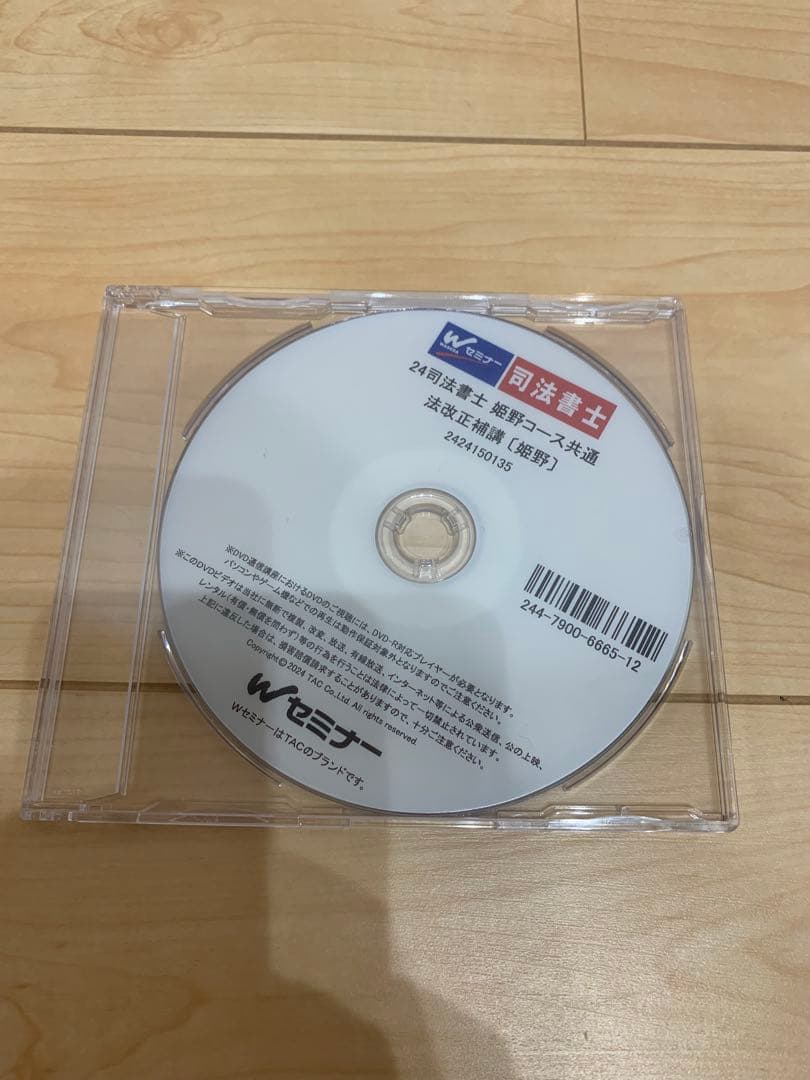 W セミナー 司法書士
WASEDA
24司法書士 姫野コース共通
法改正補講 [姫野]
2424150135
244-7900-6665-12
※DVD通信講座におけるDVDのご視聴には、DVD-R対応プレイヤーが必要となります。
パソコンやゲーム機などでの再生は動作保証対象外となりますのでご注意ください。
※このDVDビデオは当社に無断で複製、改変、放送、有線放送、インターネット等による公衆送信、公の上映、
レンタル(有償・無償を問わず)等の行為を行うことは法律によって一切禁止されています。
上記に違反した場合は、損害賠償請求することがありますので、十分ご注意ください。
Copyright© 2024 TAC Co.,Ltd. All rights reserved.
Wセミナー
WセミナーはTACのブランドです。